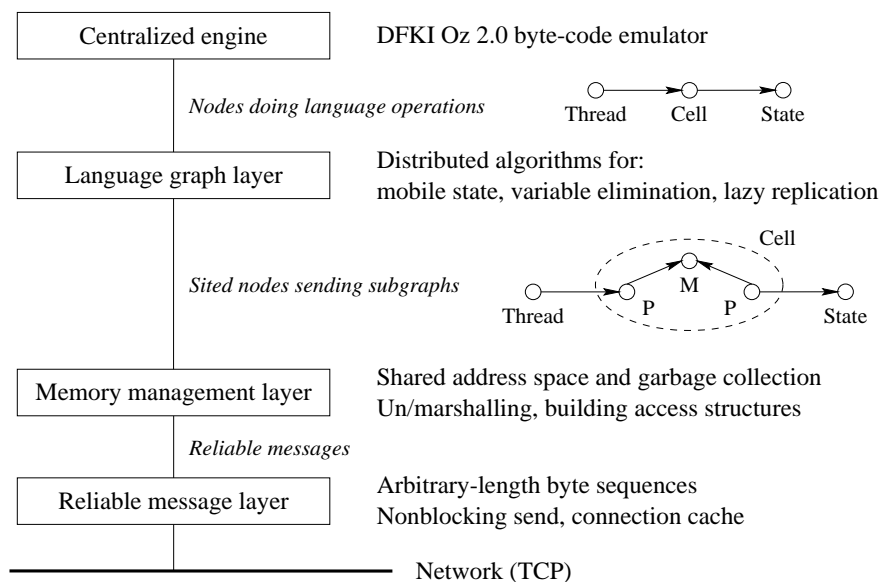 Centralized engine
DFKI Oz 2.0 byte-code emulator
Nodes doing language operations
Thread
Cell
State
Language graph layer
Distributed algorithms for:
mobile state, variable elimination, lazy replication
Cell
Sited nodes sending subgraphs
M
Thread
P
P
State
Memory management layer
Shared address space and garbage collection
Un/marshalling, building access structures
Reliable messages
Reliable message layer
Arbitrary-length byte sequences
Nonblocking send, connection cache
Network (TCP)